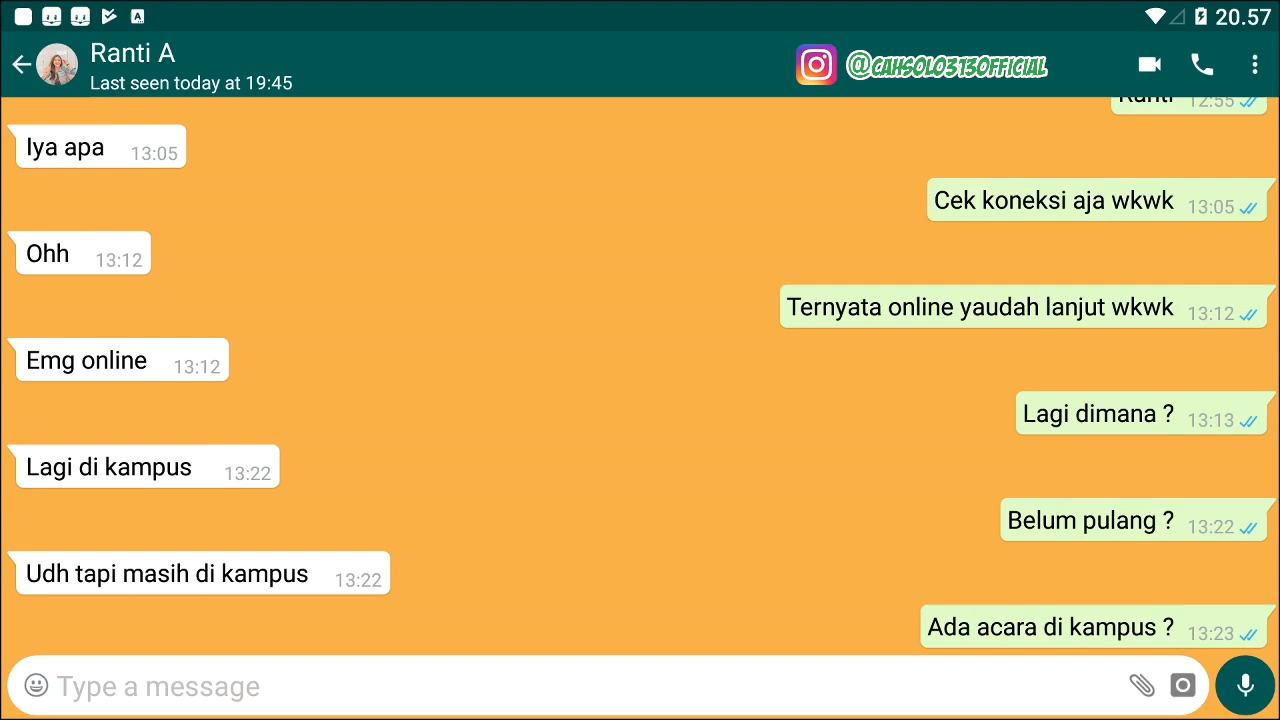 20.57
Ranti A
Last seen today at 19:45
@CAHSOLO313OFFICIAL
Ranti 12:55
Iya apa 13:05
Cek koneksi aja wkwk 13:05
Ohh 13:12
Ternyata online yaudah lanjut wkwk 13:12
Emg online 13:12
Lagi dimana ? 13:13
Lagi di kampus 13:22
Belum pulang ? 13:22
Udh tapi masih di kampus 13:22
Ada acara di kampus ? 13:23
Type a message